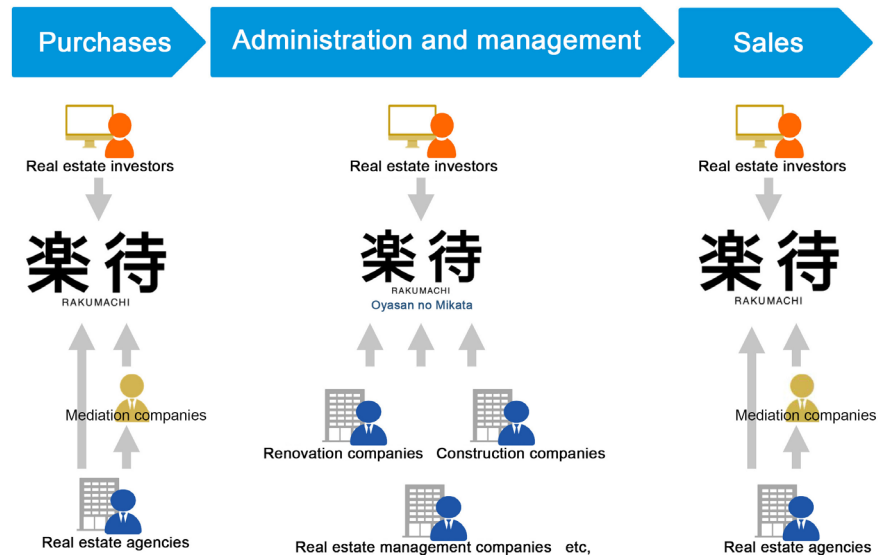 Purchases
Administration and management
Sales
Real estate investors
Real estate investors
Real estate investors
楽待
RAKUMACHI
楽待
RAKUMACHI
Oyasan no Mikata
楽待
RAKUMACHI
Mediation companies
Mediation companies
Renovation companies
Construction companies
Real estate agencies
Real estate management companies etc,
Real estate agencies